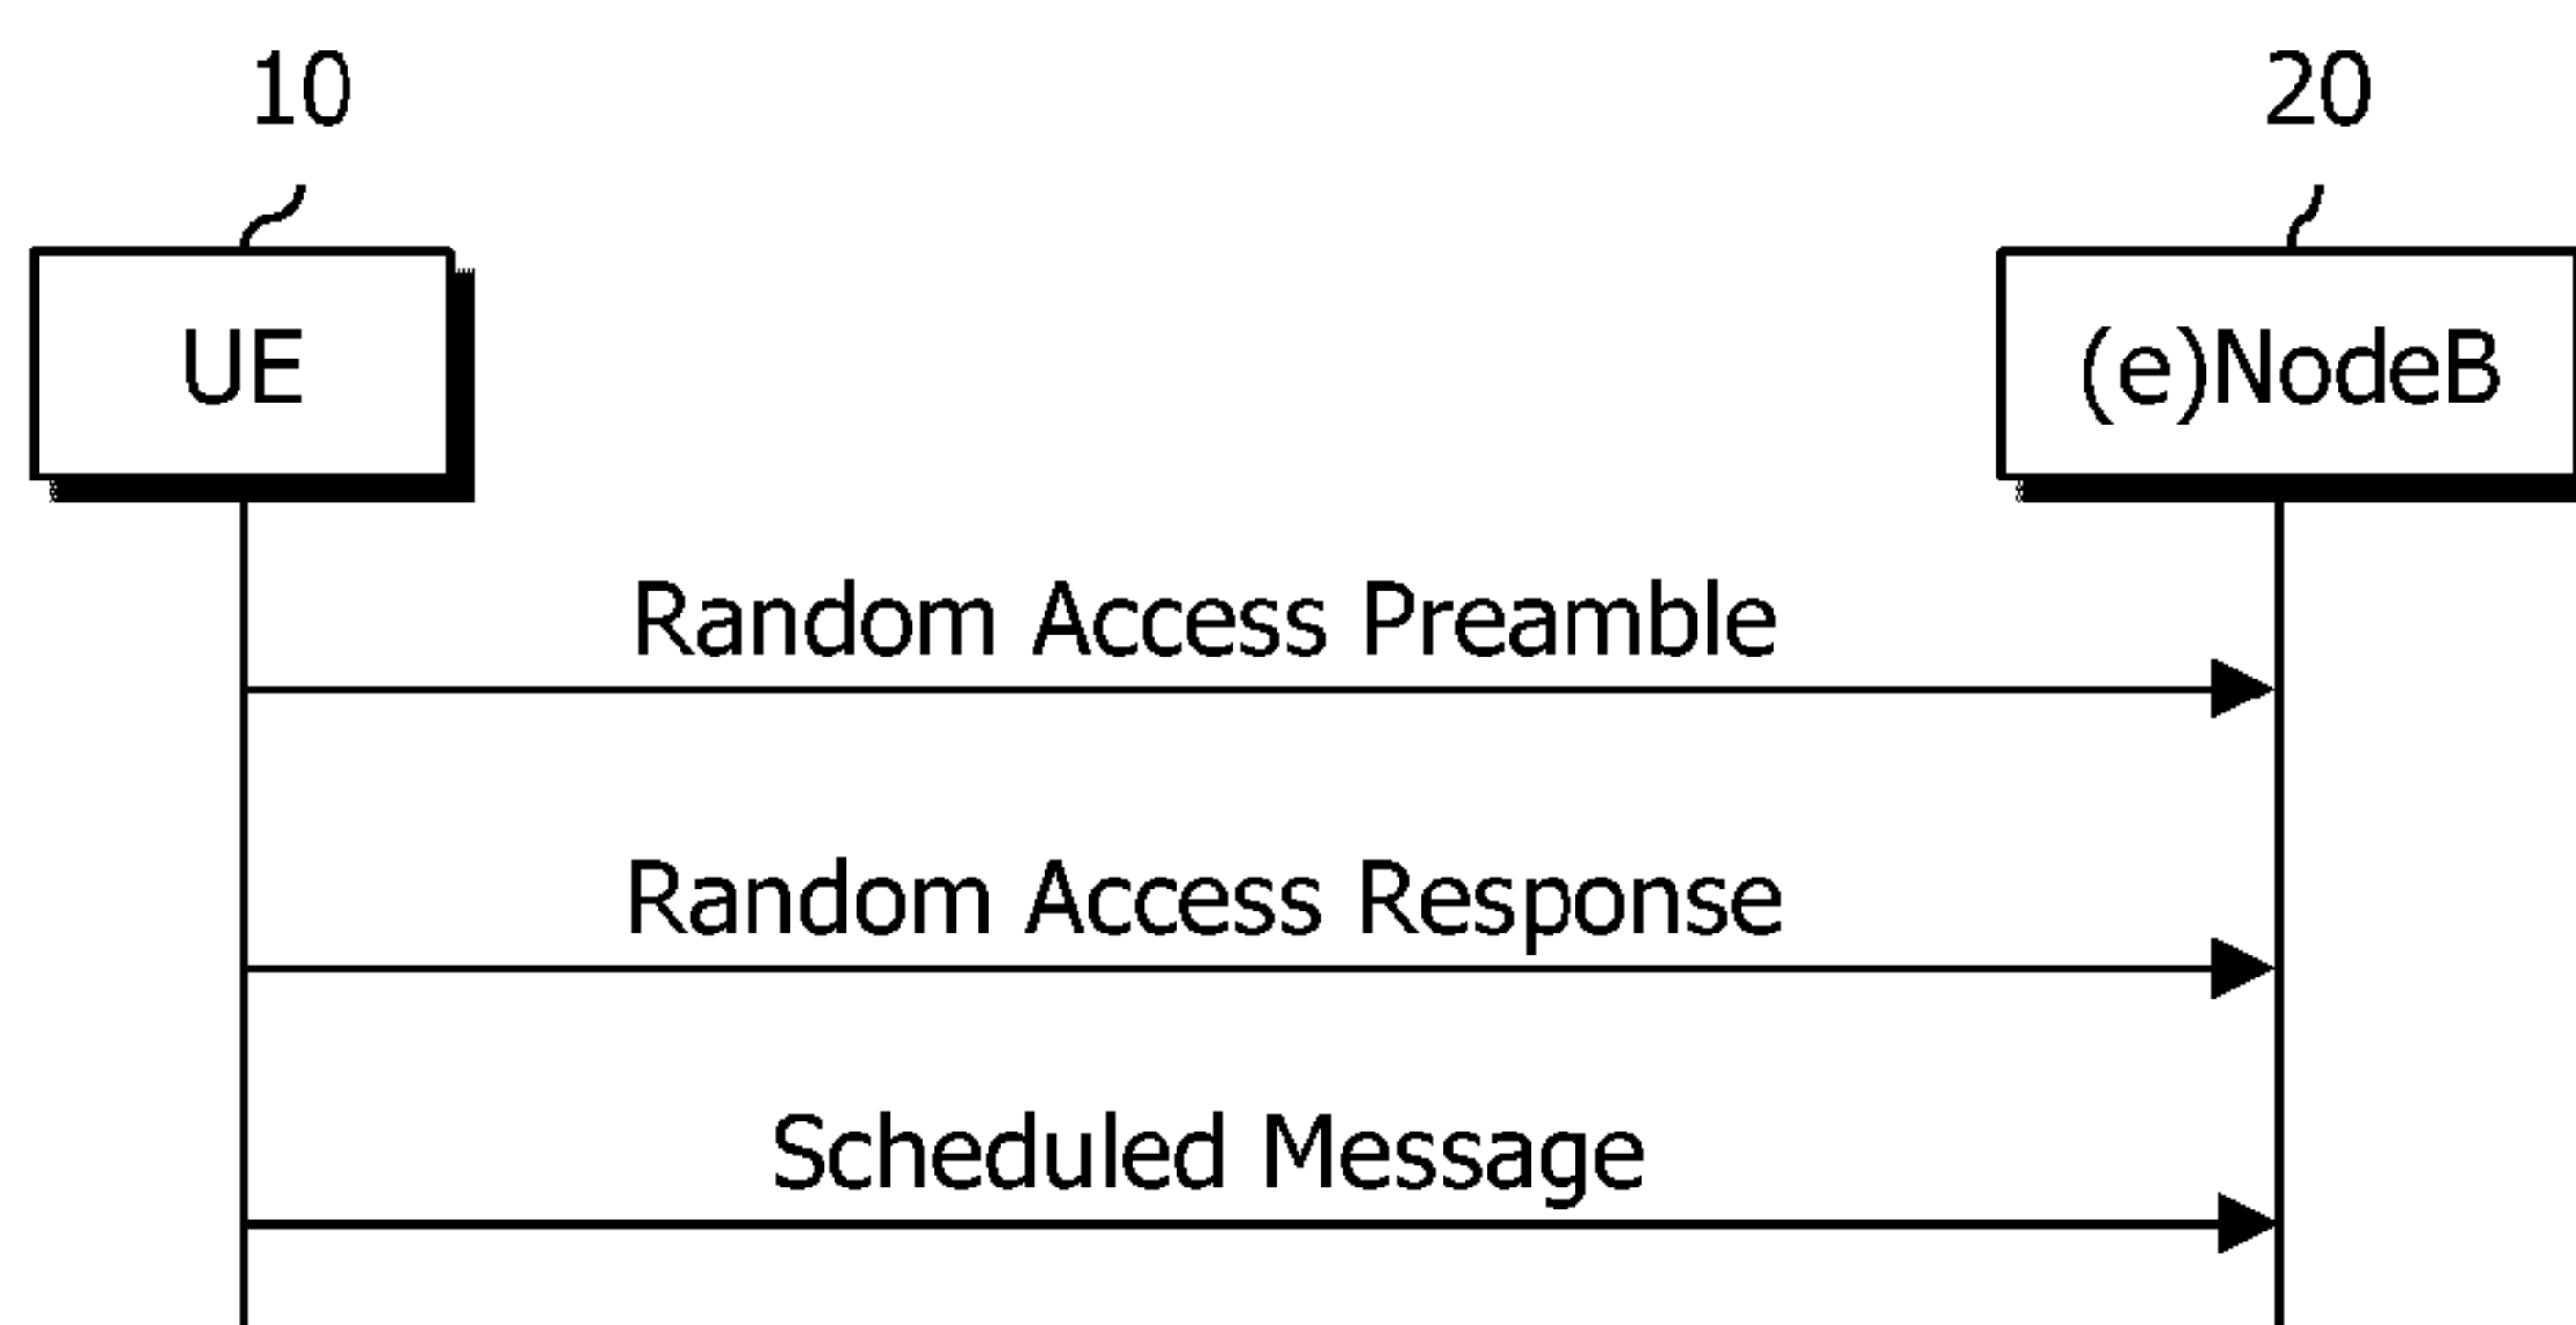 10
20
UE
(e)NodeB
Random Access Preamble
Random Access Response
Scheduled Message